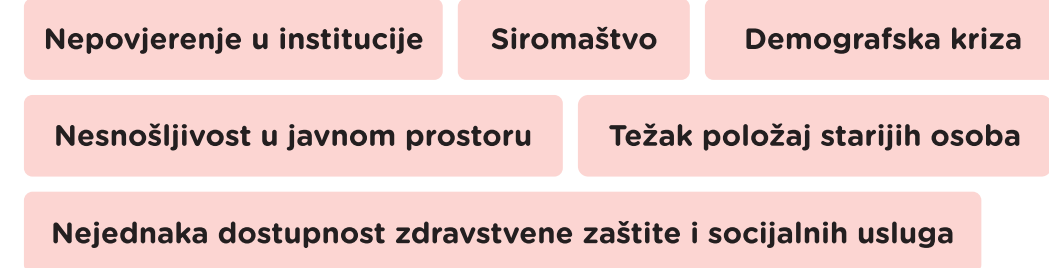 Nepovjerenje u institucije
Siromaštvo
Demografska kriza
Nesnošljivost u javnom prostoru
Težak položaj starijih osoba
Nejednaka dostupnost zdravstvene zaštite i socijalnih usluga